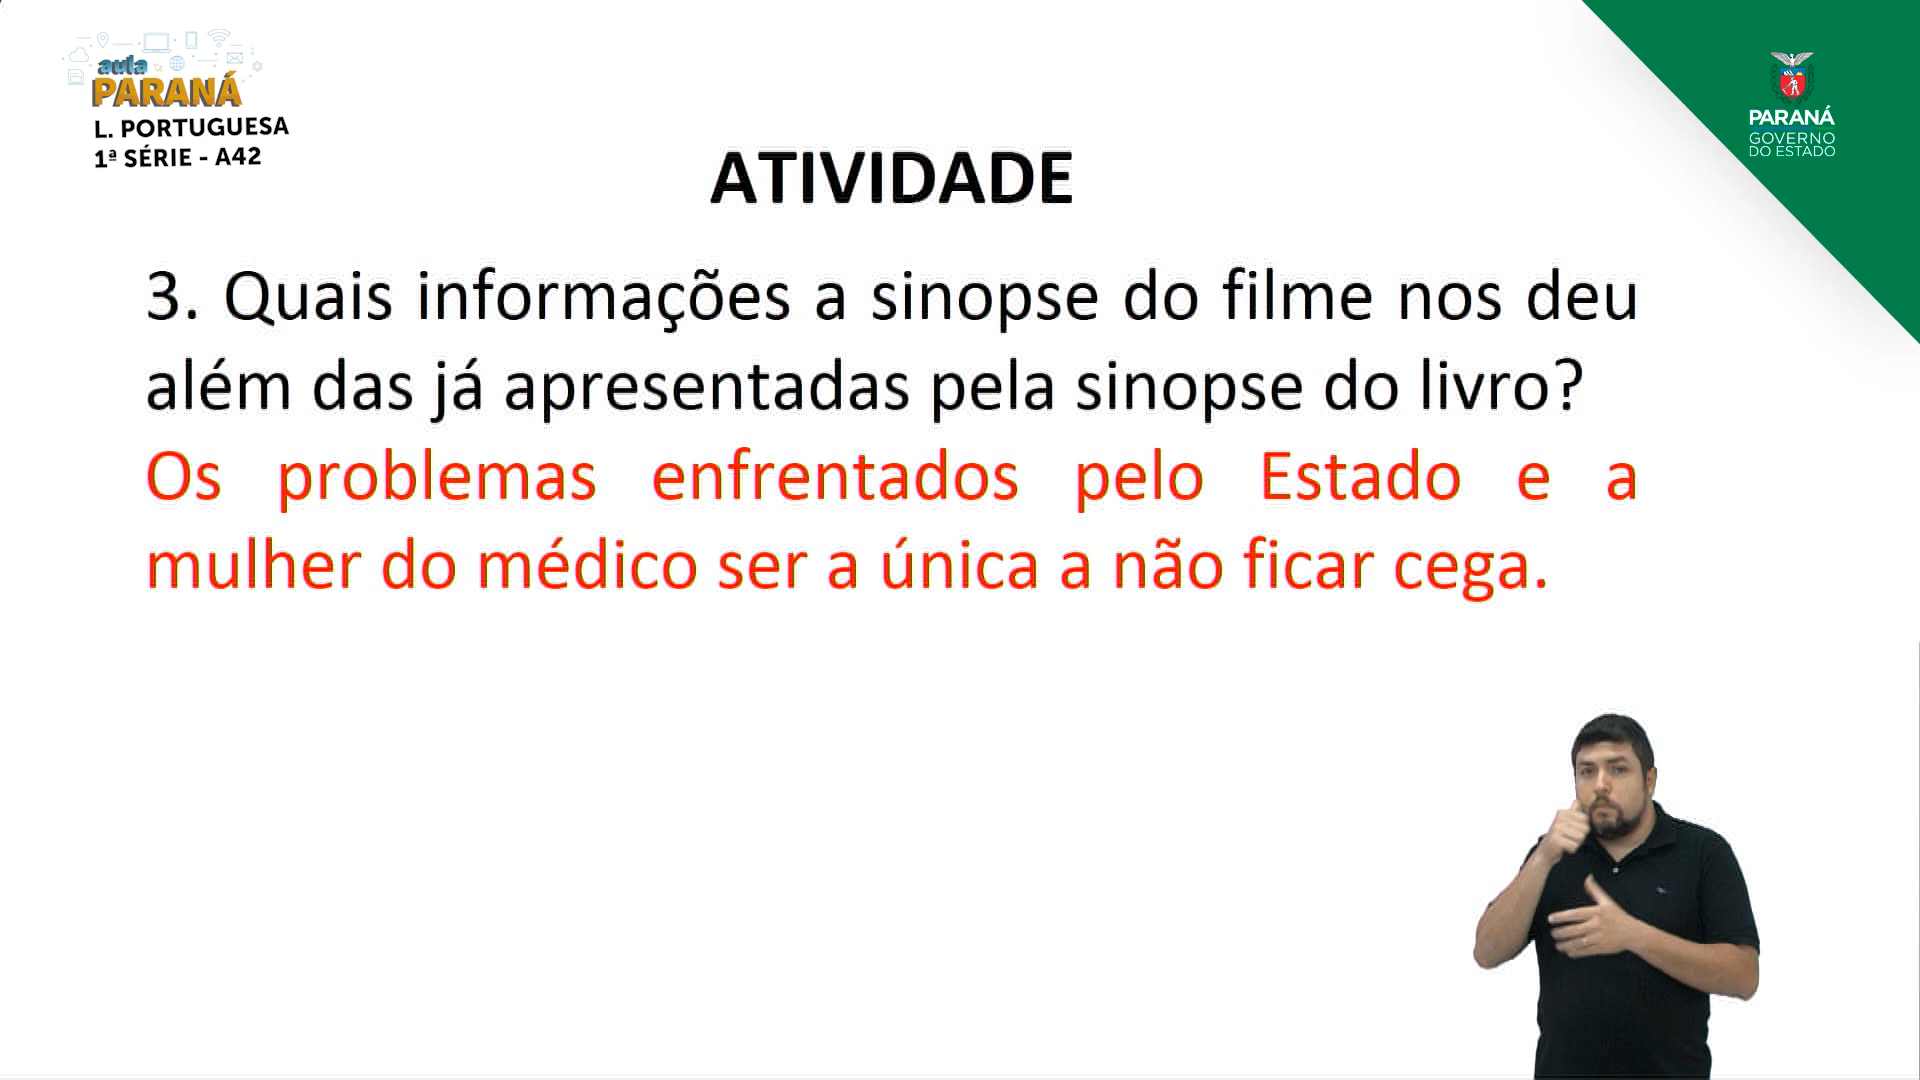 aula
PARANÁ
L. PORTUGUESA
1ª SÉRIE - A42
PARANÁ
GOVERNO
DO ESTADO
ATIVIDADE
3. Quais informações a sinopse do filme nos deu
além das já apresentadas pela sinopse do livro?
Os problemas enfrentados pelo Estado e a
mulher do médico ser a única a não ficar cega.